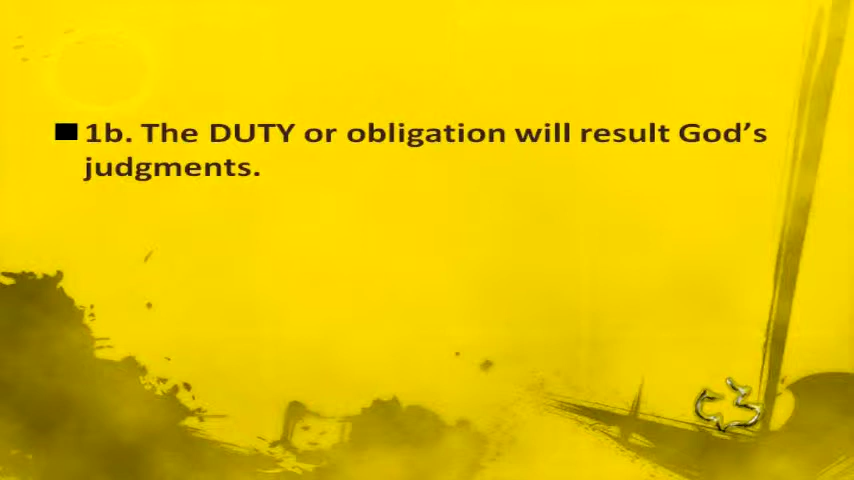 1b. The DUTY or obligation will result God's
judgments.